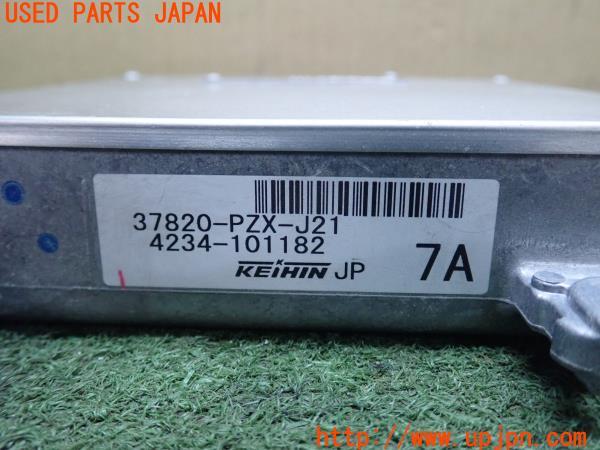 USED PARTS JAPAN
37820-PZX-J21
4234-101182
KEIHIN JP
7A
http://www.upjpn.com